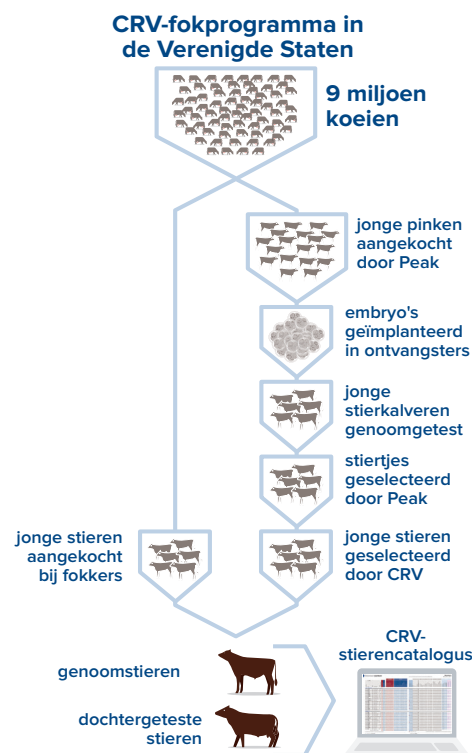 CRV-fokprogramma in
de Verenigde Staten
9 miljoen
koeien
jonge pinken
aangekocht
door Peak
embryo's
geïmplanteerd
in ontvangsters
jonge
stierkalveren
genoomgetest
stiertjes
geselecteerd
door Peak
jonge stieren
aangekocht
bij fokkers
jonge stieren
geselecteerd
door CRV
genoomstieren
dochtergeteste
stieren
CRV-
stierencatalogus